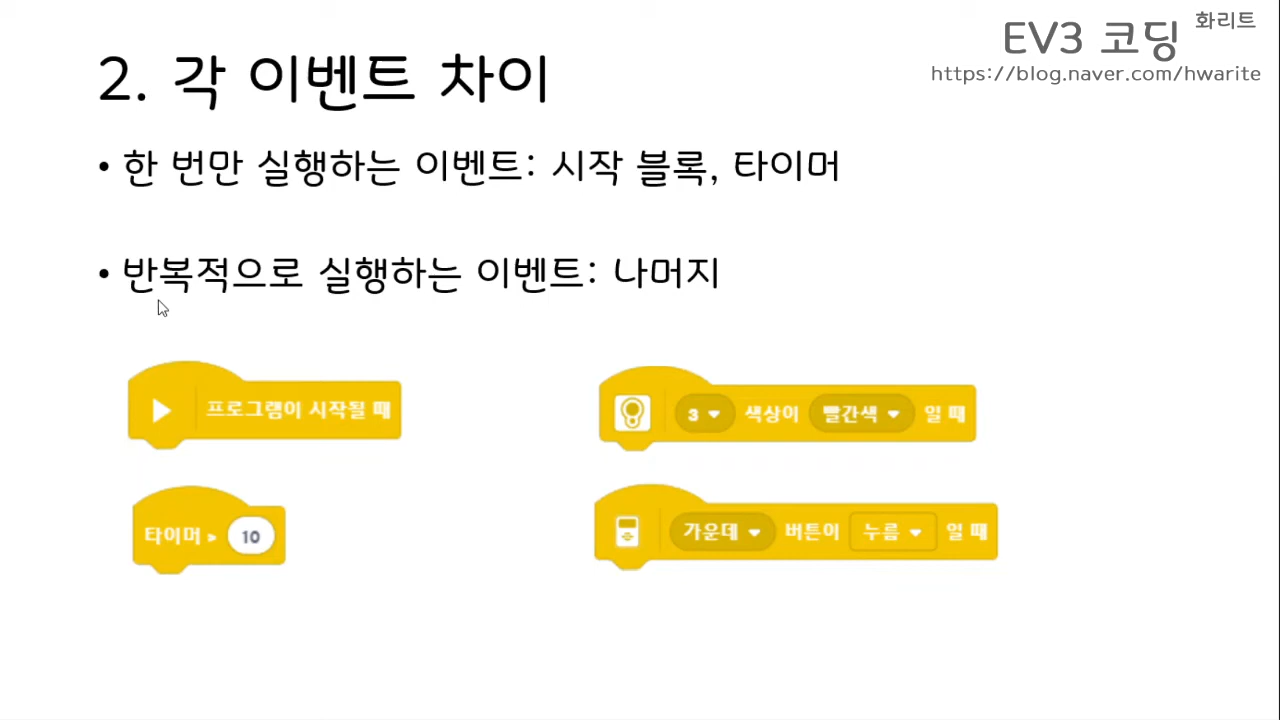 화리트
EV3 코딩
https://blog.naver.com/hwarite
2. 각 이벤트 차이
• 한 번만 실행하는 이벤트: 시작 블록, 타이머
• 반복적으로 실행하는 이벤트: 나머지
프로그램이 시작될 때
3 색상이 빨간색 일 때
타이머 > 10
가운데 버튼이 누름 일 때